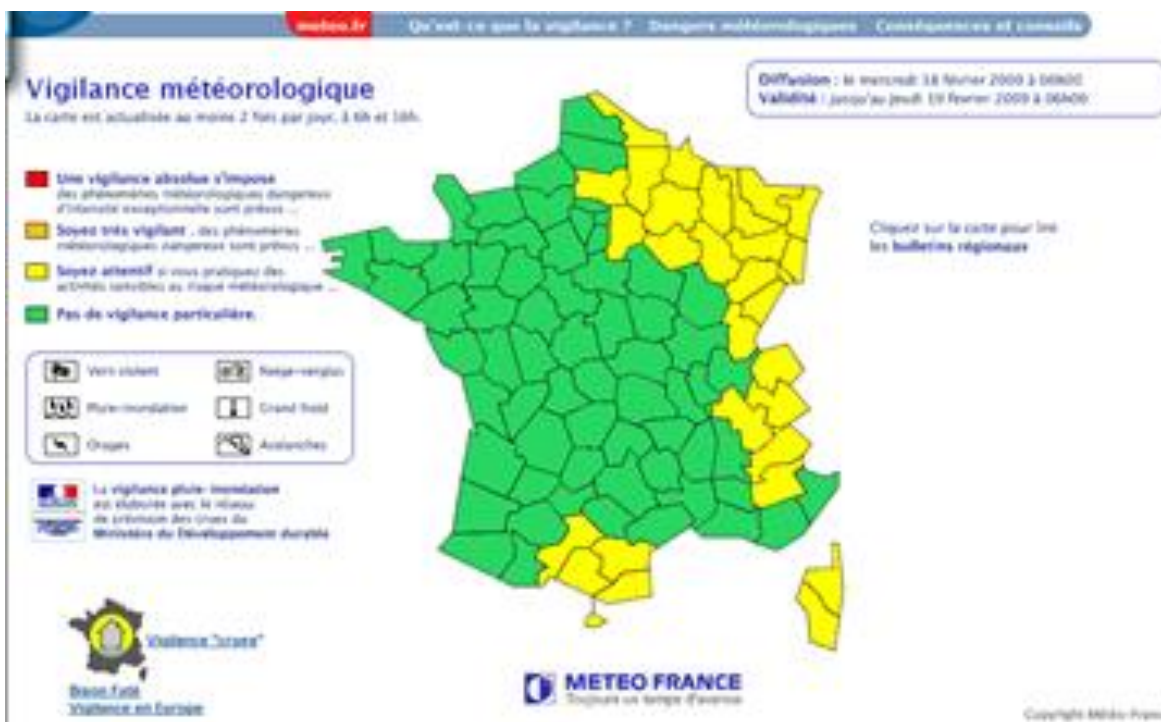 meteo.fr Qu'est-ce que la vigilance ? Dangers météorologiques Conséquences et conseils
Vigilance météorologique
La carte est actualisée au moins 2 fois par jour, à 6h et 16h.
Diffusion : le mercredi 18 février 2009 à 06h00
Validité : jusqu'au jeudi 19 février 2009 à 06h00
Une vigilance absolue s'impose
des phénomènes météorologiques dangereux
d'intensité exceptionnelle sont prévus ...
Soyez très vigilant , des phénomènes
météorologiques dangereux sont prévus ...
Soyez attentif si vous pratiquez des
activités sensibles au risque météorologique ...
Pas de vigilance particulière.
Cliquez sur la carte pour lire
les bulletins régionaux
Vent violent Neige-verglas
Pluie-inondation Grand froid
Orages Avalanches
La vigilance pluie-inondation
est élaborée avec le réseau
de prévision des crues du
Ministère du Développement durable
Vigilance "crues"
Bison Futé
Vigilance en Europe
METEO FRANCE
Toujours un temps d'avance
Copyright Météo-France